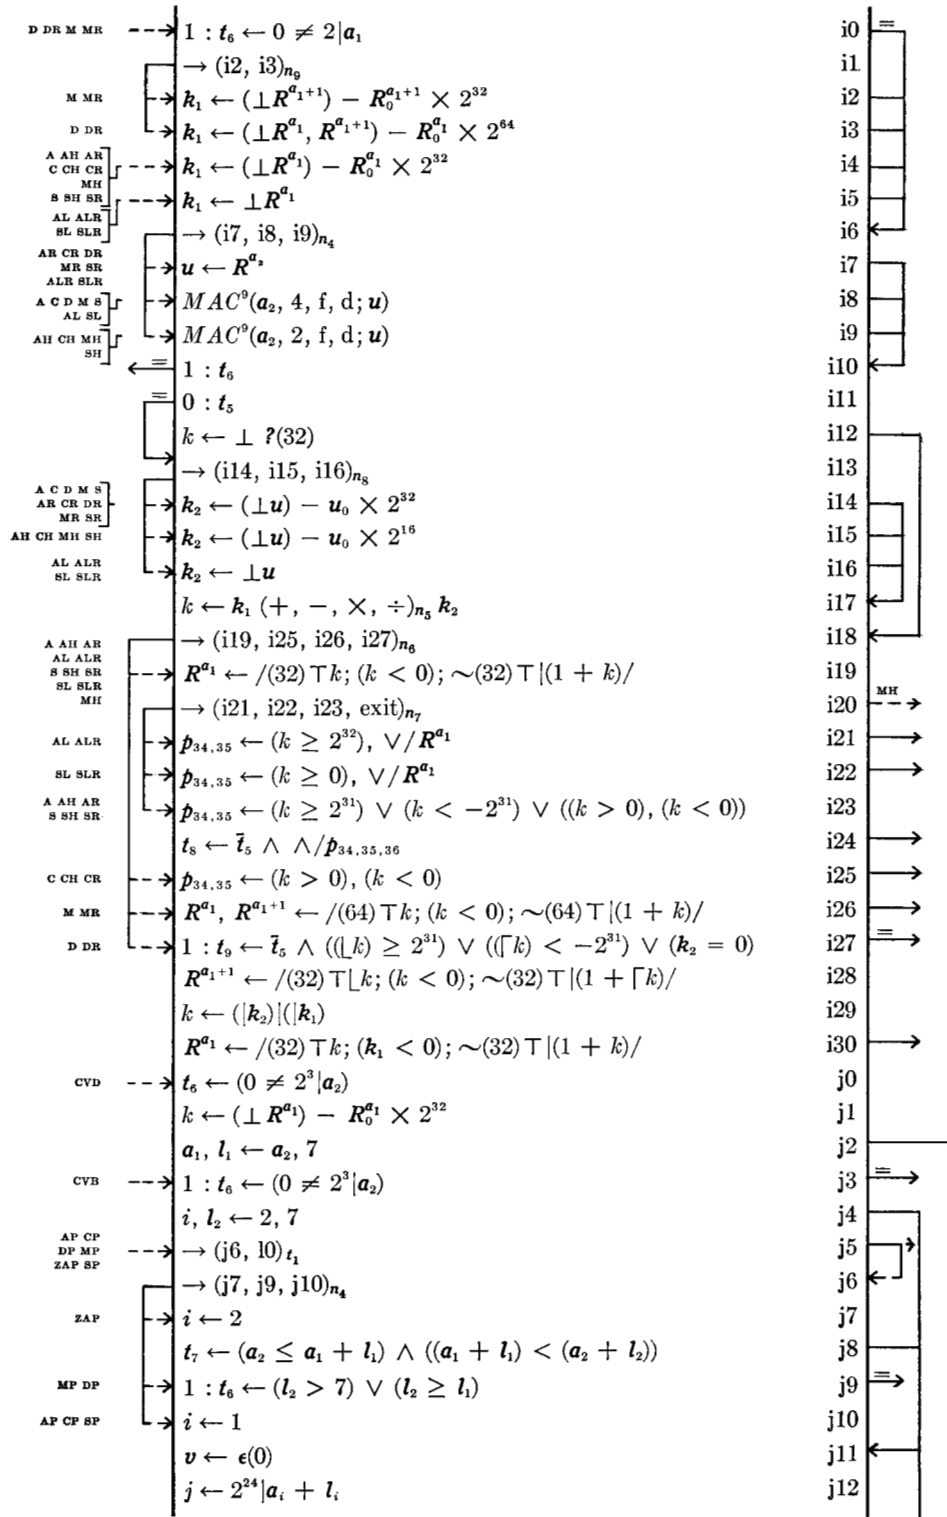 D DR M MR 1 : t₆ ← 0 ≠ 2|a₁ i0 =
→ (i2, i3)ₙ₉ i1
M MR k₁ ← (⊥R^{a₁+1}) − R₀^{a₁+1} × 2³² i2
D DR k₁ ← (⊥R^{a₁}, R^{a₁+1}) − R₀^{a₁} × 2⁶⁴ i3
A AH AR
C CH CR k₁ ← (⊥R^{a₁}) − R₀^{a₁} × 2³² i4
MH
S SH SR k₁ ← ⊥R^{a₁} i5
AL ALR
SL SLR → (i7, i8, i9)ₙ₄ i6
AR CR DR
MR SR u ← R^{a₂} i7
ALR SLR
A C D M S MAC⁹(a₂, 4, f, d; u) i8
AL SL
AH CH MH MAC⁹(a₂, 2, f, d; u) i9
SH
= 1 : t₆ i10
= 0 : t₅ i11
k ← ⊥ ?(32) i12
→ (i14, i15, i16)ₙ₈ i13
A C D M S
AR CR DR k₂ ← (⊥u) − u₀ × 2³² i14
MR SR
AH CH MH SH k₂ ← (⊥u) − u₀ × 2¹⁶ i15
AL ALR
SL SLR k₂ ← ⊥u i16
k ← k₁ (+, −, ×, ÷)ₙ₅ k₂ i17
→ (i19, i25, i26, i27)ₙ₆ i18
A AH AR
AL ALR
S SH SR R^{a₁} ← /(32)⊤k; (k < 0); ∼(32)⊤|(1 + k)/ i19
SL SLR
MH → (i21, i22, i23, exit)ₙ₇ i20 MH
AL ALR p₃₄,₃₅ ← (k ≥ 2³²), ∨/R^{a₁} i21
SL SLR p₃₄,₃₅ ← (k ≥ 0), ∨/R^{a₁} i22
A AH AR
S SH SR p₃₄,₃₅ ← (k ≥ 2³¹) ∨ (k < −2³¹) ∨ ((k > 0), (k < 0)) i23
t₈ ← t̄₅ ∧ ∧/p₃₄,₃₅,₃₆ i24
C CH CR p₃₄,₃₅ ← (k > 0), (k < 0) i25
M MR R^{a₁}, R^{a₁+1} ← /(64)⊤k; (k < 0); ∼(64)⊤|(1 + k)/ i26
D DR 1 : t₉ ← t̄₅ ∧ ((⌊k) ≥ 2³¹) ∨ ((⌈k) < −2³¹) ∨ (k₂ = 0) i27 =
R^{a₁+1} ← /(32)⊤⌊k; (k < 0); ∼(32)⊤|(1 + ⌈k)/ i28
k ← (|k₂)|(|k₁) i29
R^{a₁} ← /(32)⊤k; (k₁ < 0); ∼(32)⊤|(1 + k)/ i30
CVD t₆ ← (0 ≠ 2³|a₂) j0
k ← (⊥R^{a₁}) − R₀^{a₁} × 2³² j1
a₁, l₁ ← a₂, 7 j2
CVB 1 : t₆ ← (0 ≠ 2³|a₂) j3 =
i, l₂ ← 2, 7 j4
AP CP
DP MP → (j6, l0)ₜ₁ j5
ZAP SP
→ (j7, j9, j10)ₙ₄ j6
ZAP i ← 2 j7
t₇ ← (a₂ ≤ a₁ + l₁) ∧ ((a₁ + l₁) < (a₂ + l₂)) j8
MP DP 1 : t₆ ← (l₂ > 7) ∨ (l₂ ≥ l₁) j9 =
AP CP SP i ← 1 j10
v ← ϵ(0) j11
j ← 2²⁴|aᵢ + lᵢ j12